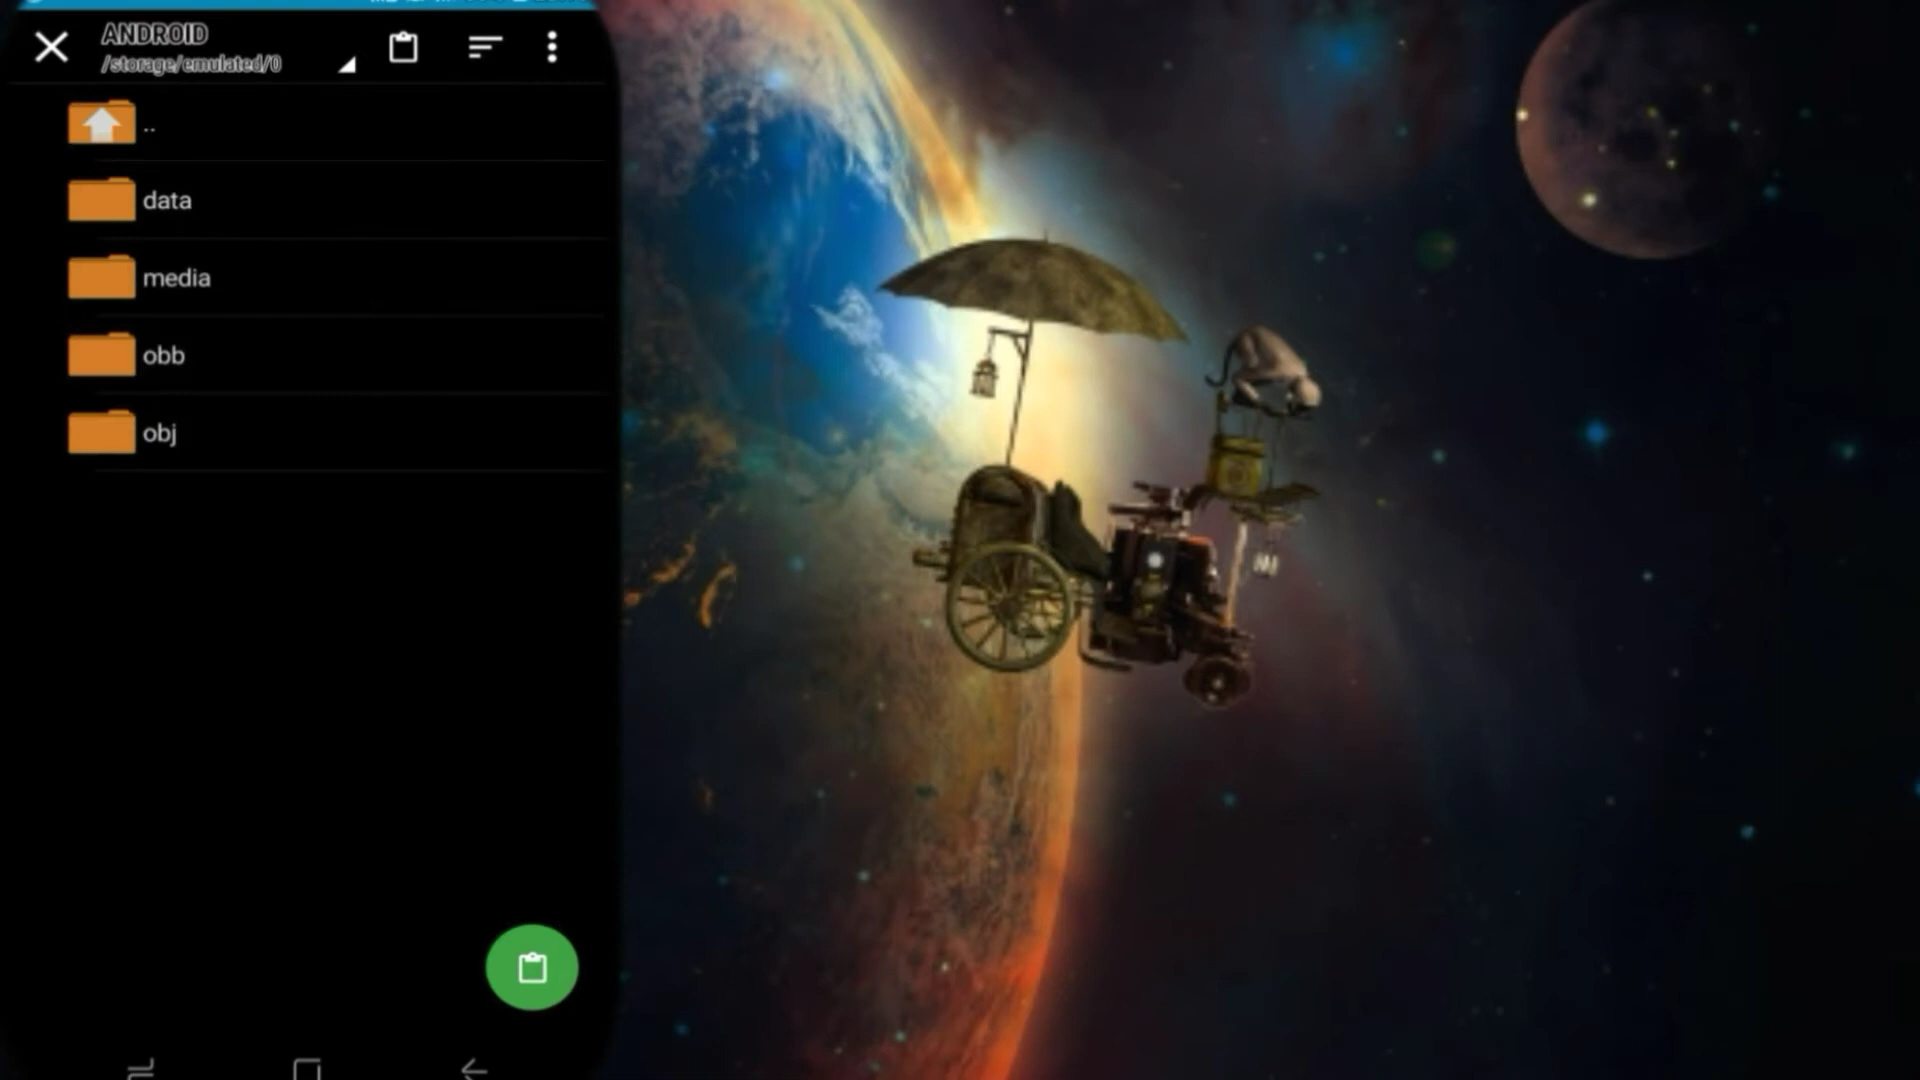 ANDROID
/storage/emulated/0
..
data
media
obb
obj